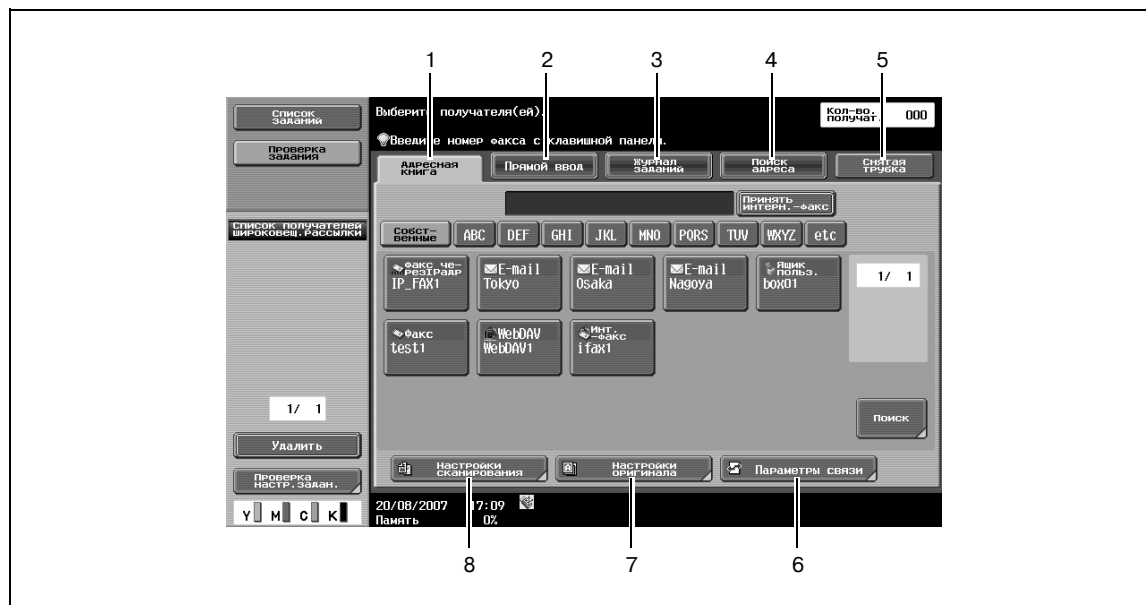 1 2 3 4 5
Список
заданий
Проверка
задания
Список получателей
широковещ.рассылки
1/ 1
Удалить
Проверка
настр.задан.
Y M C K
Выберите получателя(ей).
Введите номер факса с клавишной панели.
Кол-во.
получат. 000
Адресная
книга
Прямой ввод
Журнал
заданий
Поиск
адреса
Снятая
трубка
Принять
интерн.-факс
Собст-
венные
ABC DEF GHI JKL MNO PQRS TUV WXYZ etc
Факс че-
резIPадр
IP_FAX1
E-mail
Tokyo
E-mail
Osaka
E-mail
Nagoya
Ящик
польз.
box01
1/ 1
Факс
test1
WebDAV
WebDAV1
Инт.
-факс
ifax1
Поиск
Настройки
сканирования
Настройки
оригинала
Параметры связи
20/08/2007 17:09
Память 0%
8 7 6